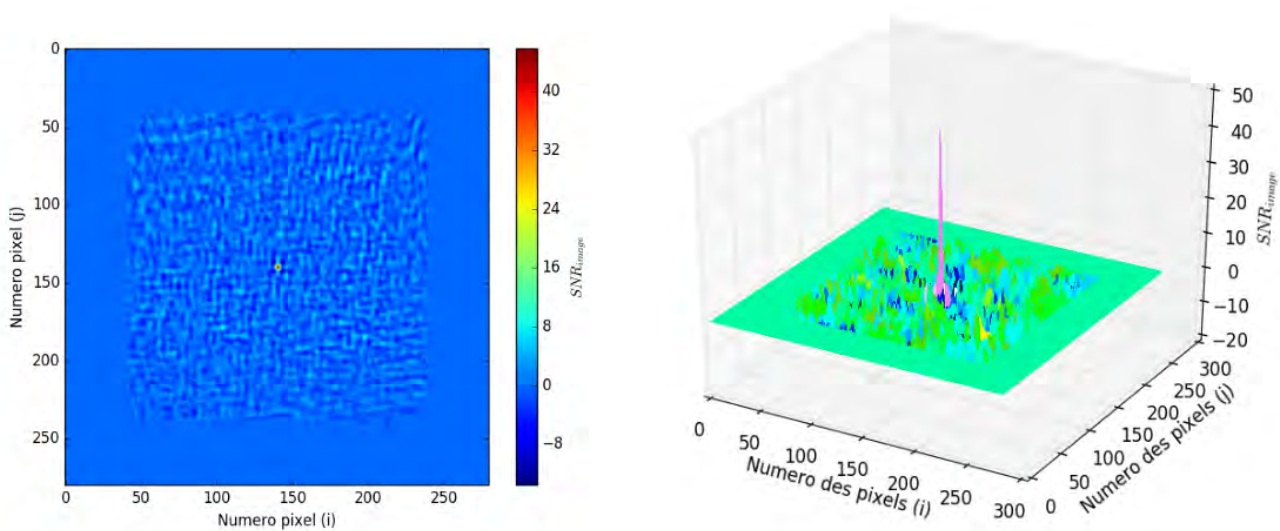 0
50
100
150
200
250
Numero pixel (j)
0 50 100 150 200 250
Numero pixel (i)
40
32
24
16
8
0
−8
SNR_image
50
40
30
20
10
0
−10
−20
SNR_image
0 50 100 150 200 250 300
Numero des pixels (i)
0 50 100 150 200 250 300
Numero des pixels (j)